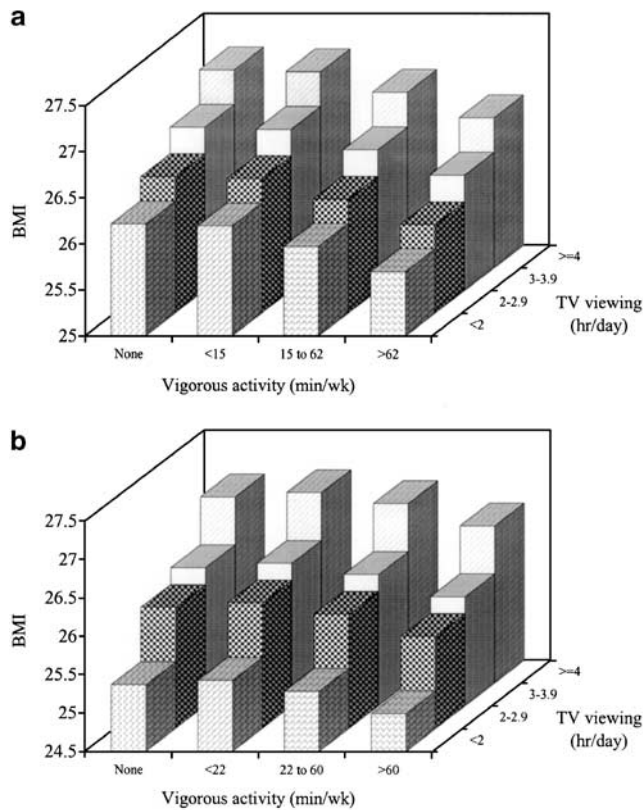 a
27.5
27
26.5
26
25.5
25
BMI
None <15 15 to 62 >62
Vigorous activity (min/wk)
<2
2-2.9
3-3.9
>=4
TV viewing
(hr/day)
b
27.5
27
26.5
26
25.5
25
24.5
BMI
None <22 22 to 60 >60
Vigorous activity (min/wk)
<2
2-2.9
3-3.9
>=4
TV viewing
(hr/day)